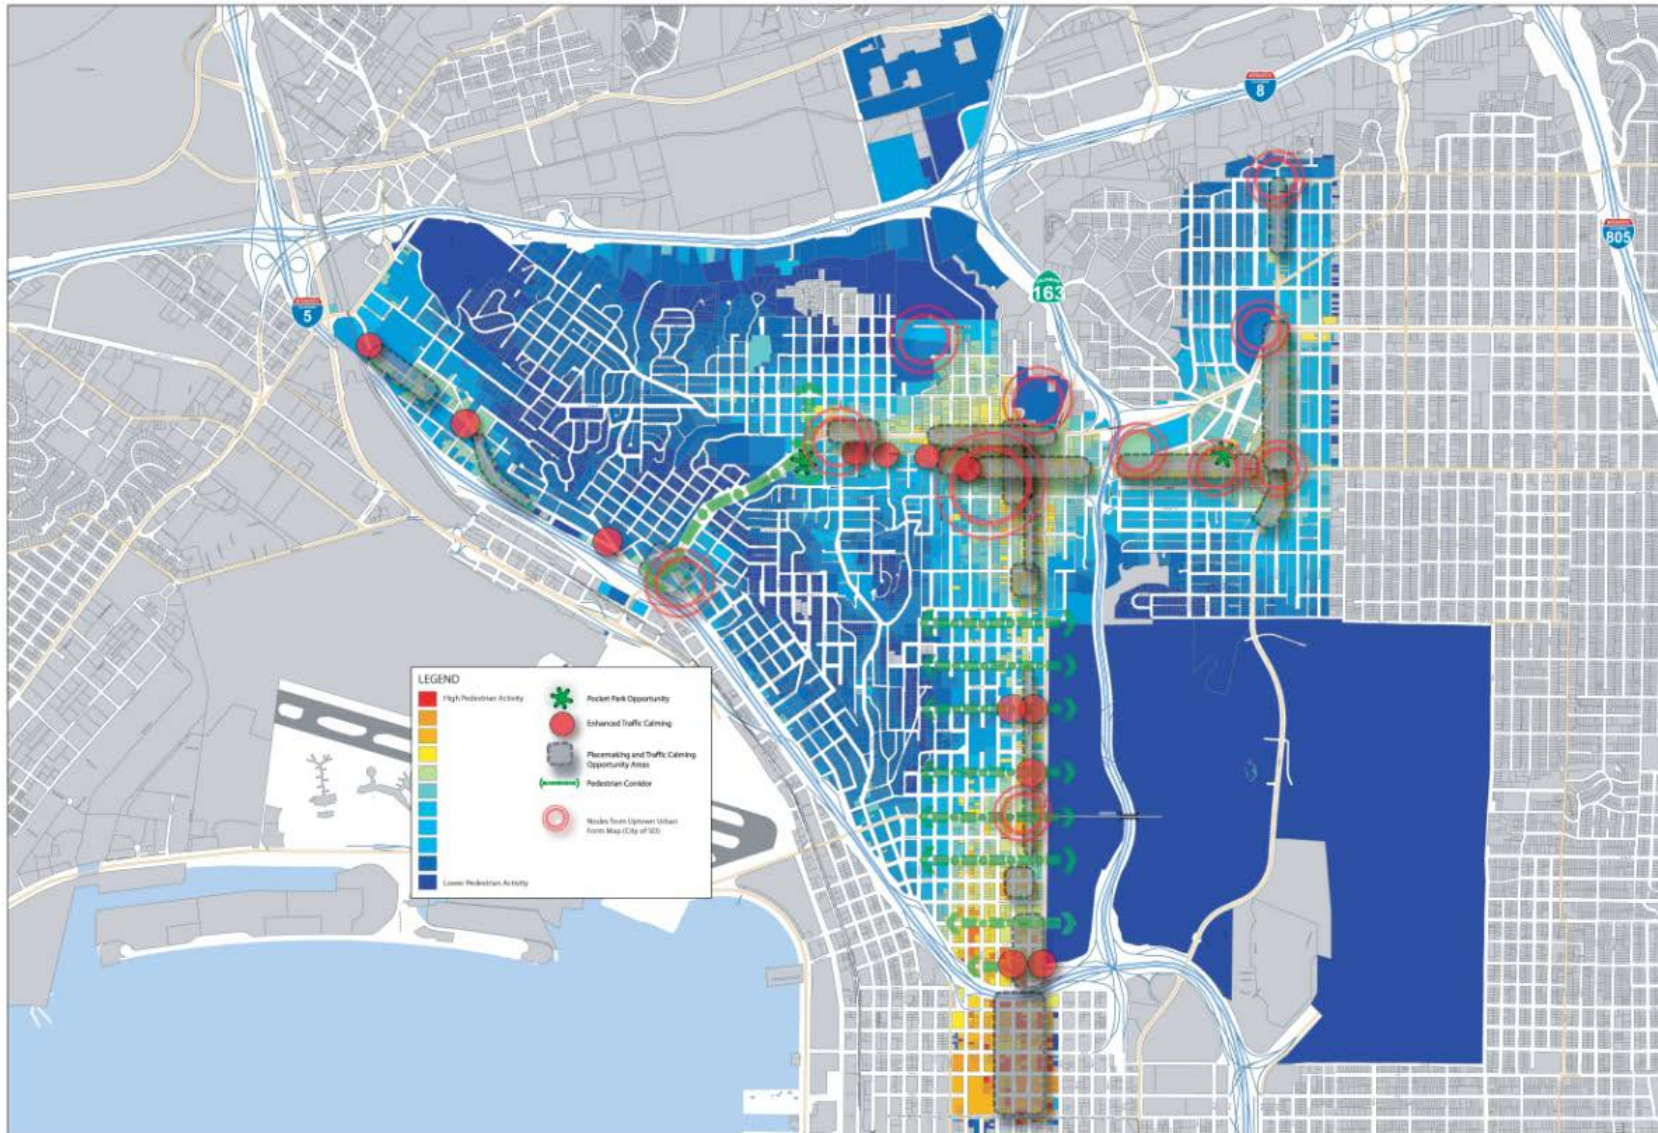 8
805
163
5
LEGEND
High Pedestrian Activity
Lower Pedestrian Activity
Pocket Park Opportunity
Enhanced Traffic Calming
Placemaking and Traffic Calming
Opportunity Areas
Pedestrian Corridor
Nodes from Uptown Urban
Form Map (City of SD)